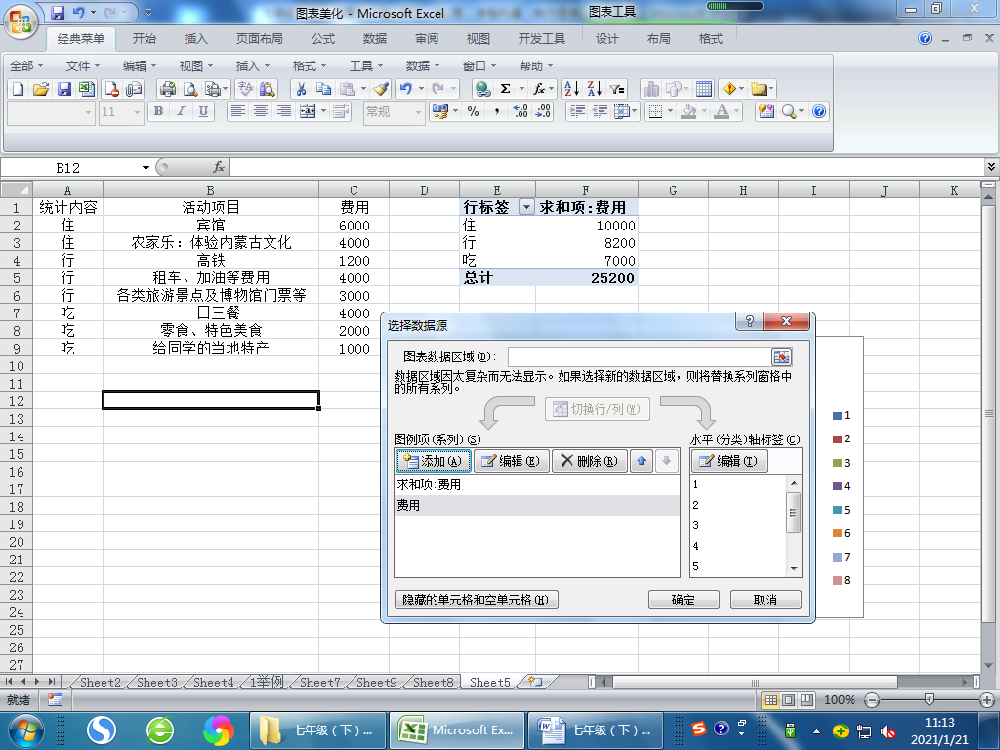 图表美化 - Microsoft Excel
图表工具
经典菜单 开始 插入 页面布局 公式 数据 审阅 视图 开发工具 设计 布局 格式
全部 文件 编辑 视图 插入 格式 工具 数据 窗口 帮助
11 B I U 常规 % ,
B12 fx
A B C D E F G H I J K
1 统计内容 活动项目 费用 行标签 求和项:费用
2 住 宾馆 6000 住 10000
3 住 农家乐：体验内蒙古文化 4000 行 8200
4 行 高铁 1200 吃 7000
5 行 租车、加油等费用 4000 总计 25200
6 行 各类旅游景点及博物馆门票等 3000
7 吃 一日三餐 4000
8 吃 零食、特色美食 2000
9 吃 给同学的当地特产 1000
10
11
12
13
14
15
16
17
18
19
20
21
22
23
24
25
26
27
选择数据源
图表数据区域(D):
数据区域因太复杂而无法显示。如果选择新的数据区域，则将替换系列窗格中
的所有系列。
切换行/列(W)
图例项(系列)(S)
水平(分类)轴标签(C)
添加(A) 编辑(E) 删除(R)
编辑(T)
求和项:费用
费用
1
2
3
4
5
隐藏的单元格和空单元格(H)
确定 取消
1
2
3
4
5
6
7
8
Sheet2 Sheet3 Sheet4 1举例 Sheet7 Sheet9 Sheet8 Sheet5
就绪
100%
七年级（下）...
Microsoft Ex...
七年级（下）...
11:13
2021/1/21